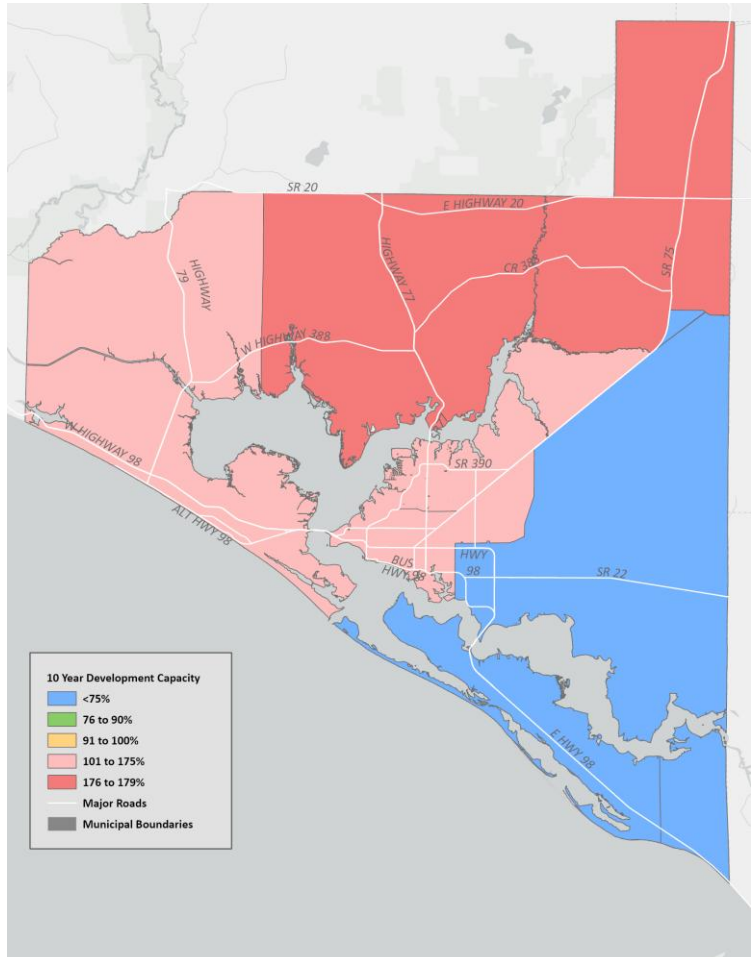 SR 20
E HIGHWAY 20
HIGHWAY
79
HIGHWAY 77
CR 388
SR 75
W HIGHWAY 388
N HIGHWAY 98
SR 390
ALT HWY 98
BUS
HWY 98
HWY
98
SR 22
E HWY 98
10 Year Development Capacity
<75%
76 to 90%
91 to 100%
101 to 175%
176 to 179%
Major Roads
Municipal Boundaries